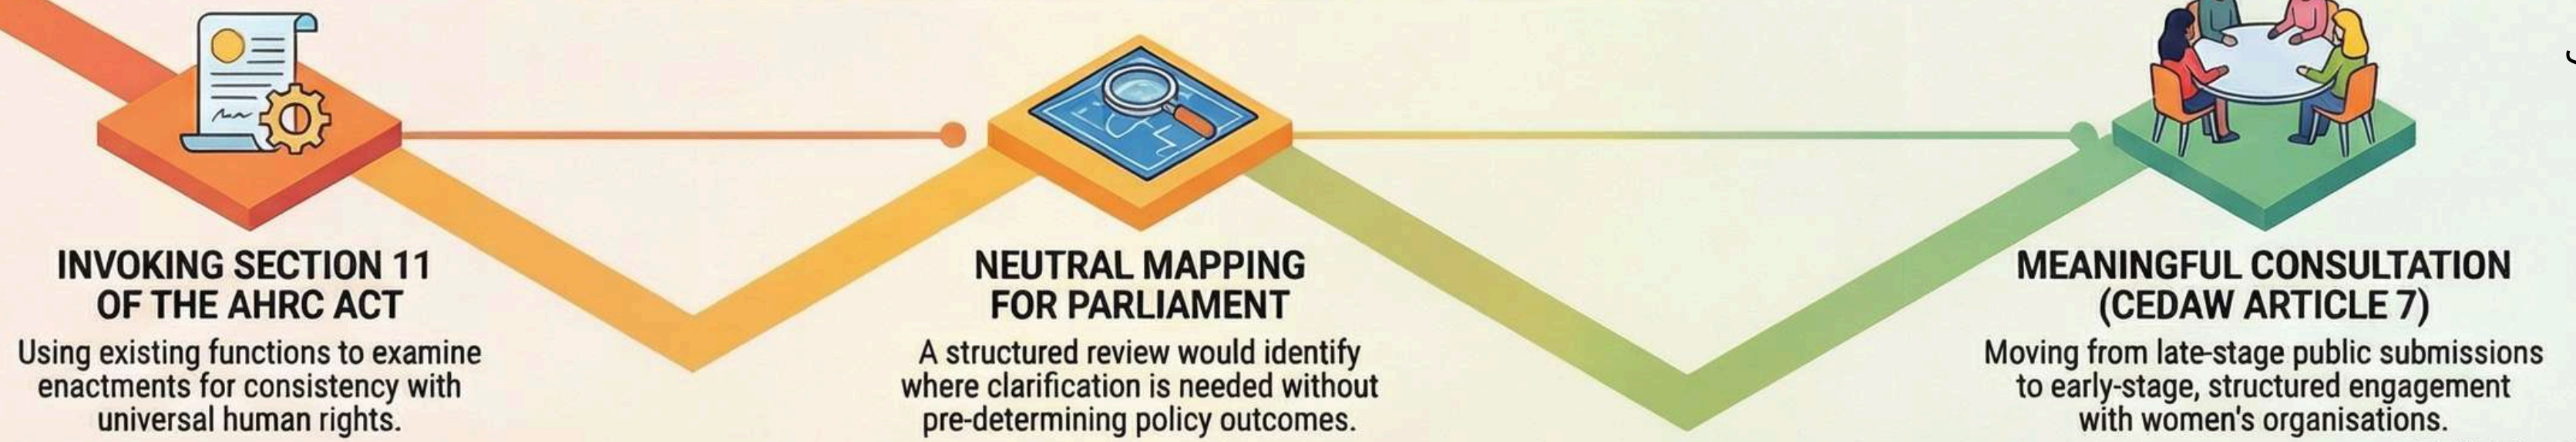 INVOKING SECTION 11
OF THE AHRC ACT
Using existing functions to examine
enactments for consistency with
universal human rights.
NEUTRAL MAPPING
FOR PARLIAMENT
A structured review would identify
where clarification is needed without
pre-determining policy outcomes.
MEANINGFUL CONSULTATION
(CEDAW ARTICLE 7)
Moving from late-stage public submissions
to early-stage, structured engagement
with women's organisations.